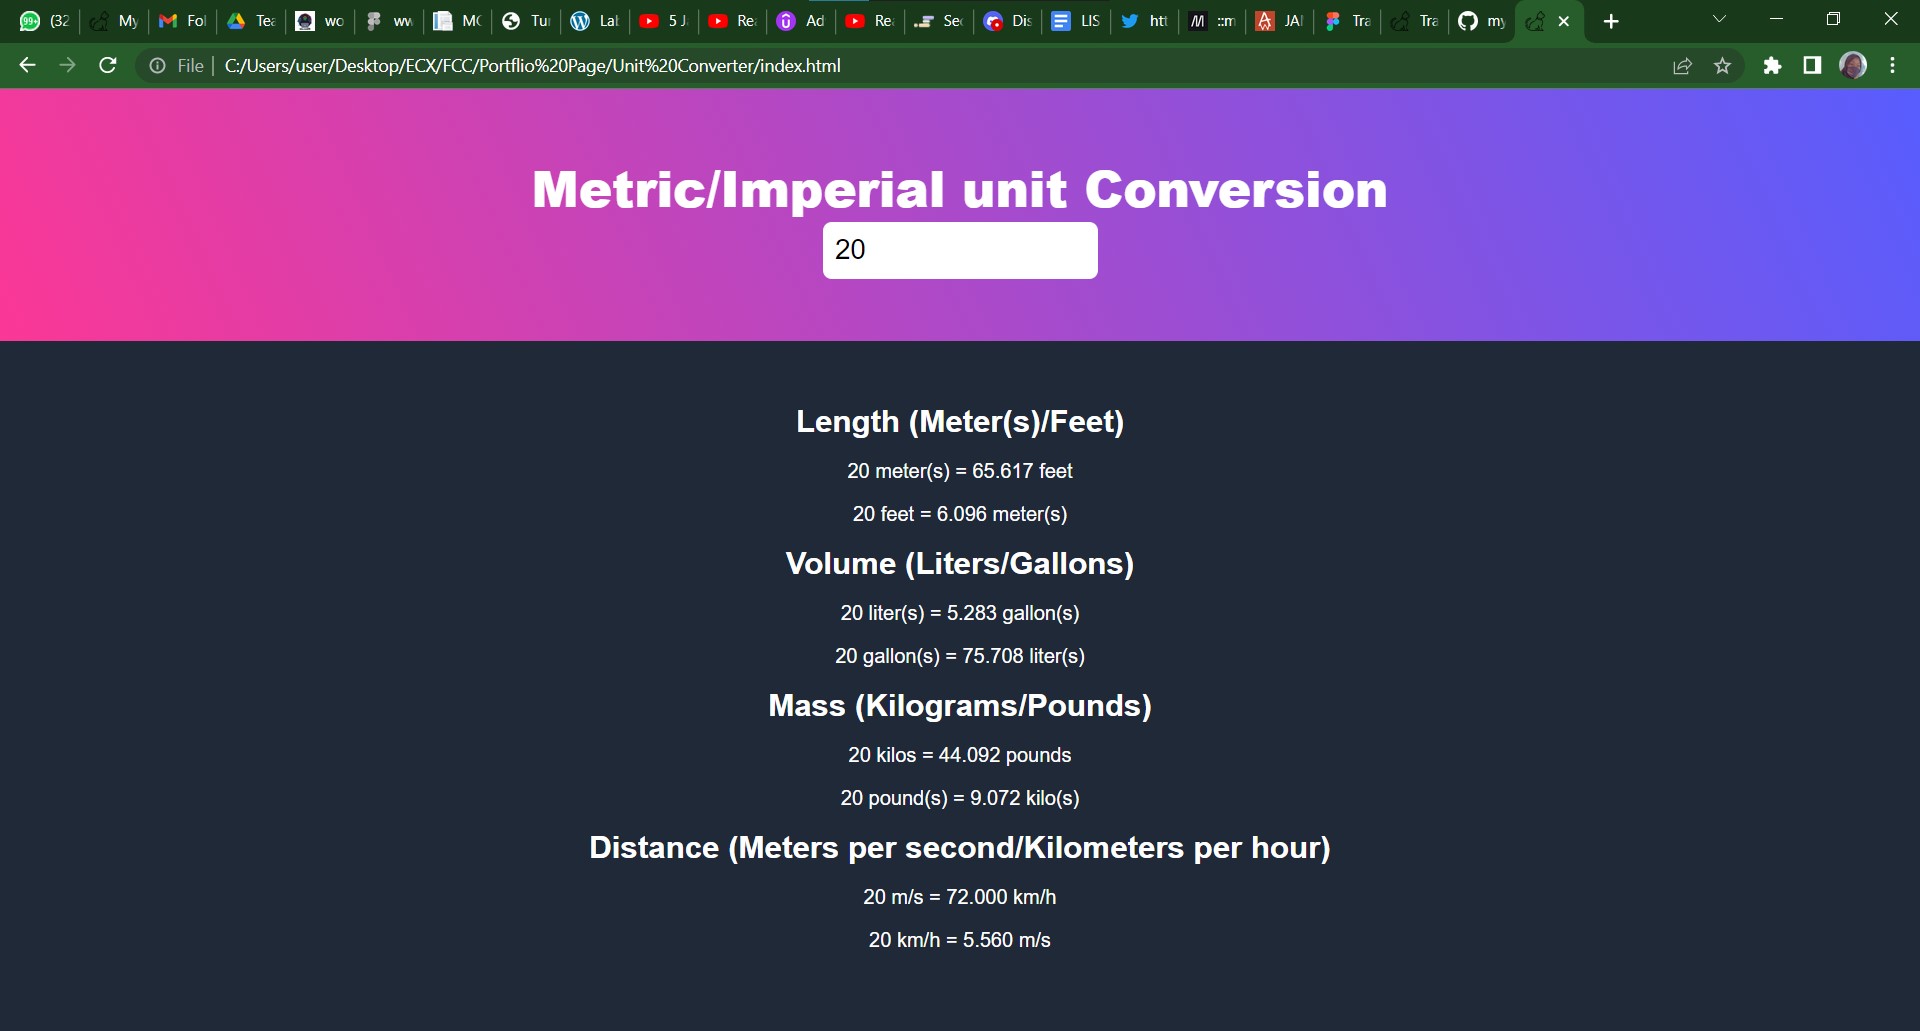 99+ (32 My Fol Tea wo ww MC Tur Lab 5 J Re Ad Re Sec Dis LIS htt M ::m JAI Tra Tra my
File | C:/Users/user/Desktop/ECX/FCC/Portflio%20Page/Unit%20Converter/index.html
Metric/Imperial unit Conversion
20
Length (Meter(s)/Feet)
20 meter(s) = 65.617 feet
20 feet = 6.096 meter(s)
Volume (Liters/Gallons)
20 liter(s) = 5.283 gallon(s)
20 gallon(s) = 75.708 liter(s)
Mass (Kilograms/Pounds)
20 kilos = 44.092 pounds
20 pound(s) = 9.072 kilo(s)
Distance (Meters per second/Kilometers per hour)
20 m/s = 72.000 km/h
20 km/h = 5.560 m/s